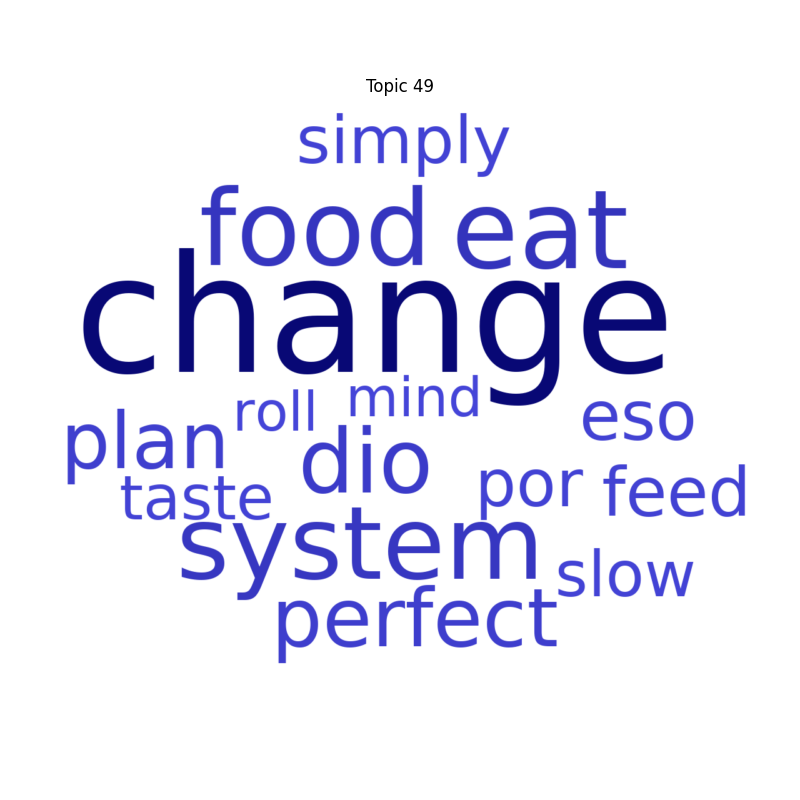 Topic 49
simply
food eat
change
roll mind
plan dio eso
taste por feed
system slow
perfect